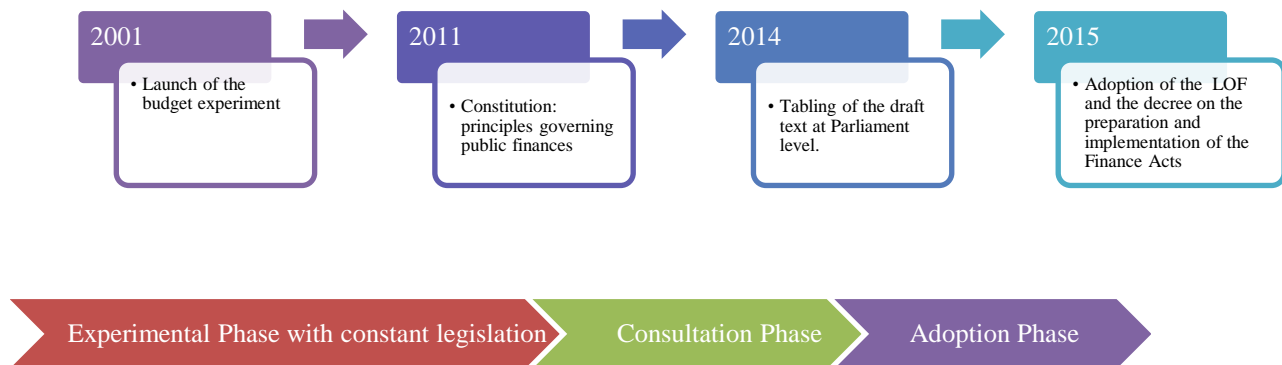 2001
• Launch of the
budget experiment
2011
• Constitution:
principles governing
public finances
2014
• Tabling of the draft
text at Parliament
level.
2015
• Adoption of the LOF
and the decree on the
preparation and
implementation of the
Finance Acts
Experimental Phase with constant legislation
Consultation Phase
Adoption Phase